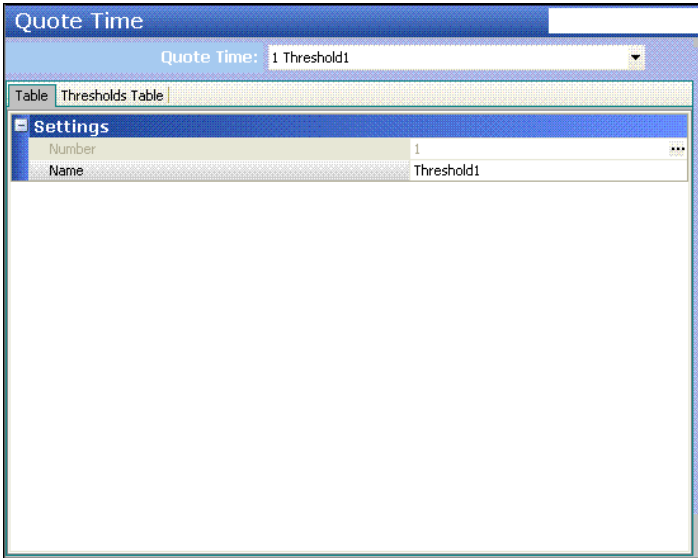 Quote Time
Quote Time: 1 Threshold1
Table Thresholds Table
Settings
Number 1 ...
Name Threshold1